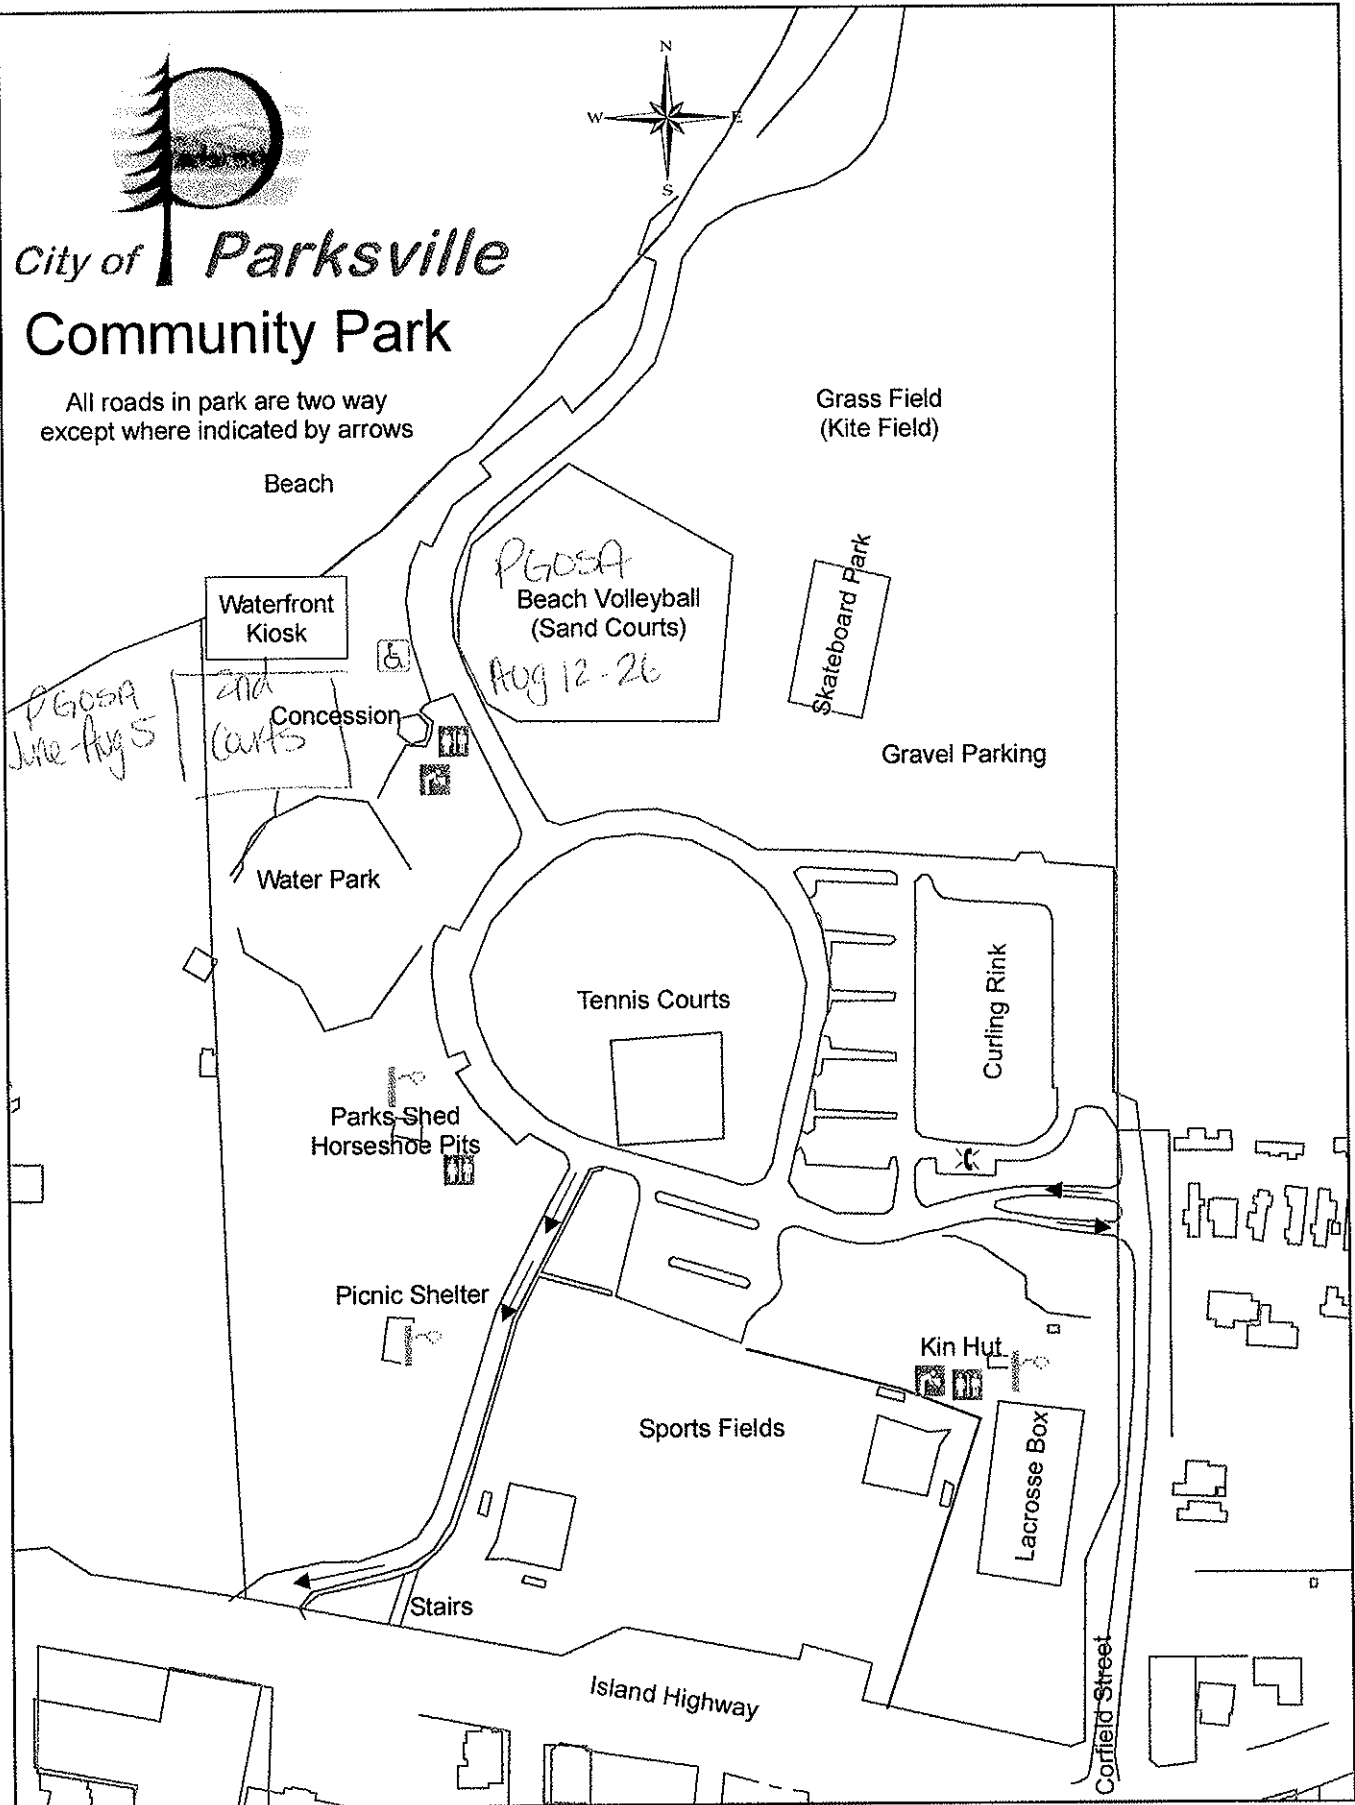 N
W E
S
City of Parksville
Community Park
All roads in park are two way
except where indicated by arrows
Beach
Grass Field
(Kite Field)
PGOSA
Beach Volleyball
(Sand Courts)
Aug 12-26
Skateboard Park
Waterfront
Kiosk
PGOSA
June-Aug 5
2nd
Courts
Concession
Gravel Parking
Water Park
Tennis Courts
Curling Rink
Parks Shed
Horseshoe Pits
Picnic Shelter
Kin Hut
Sports Fields
Lacrosse Box
Stairs
Island Highway
Corfield Street